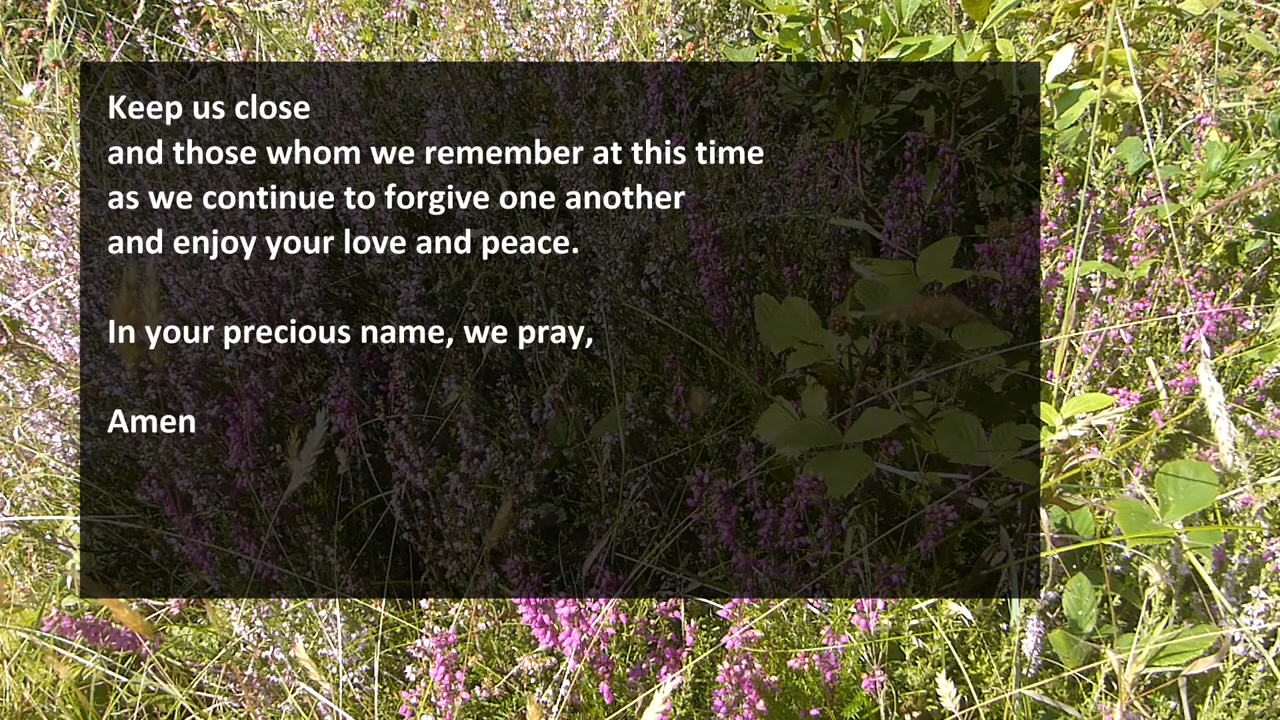 Keep us close
and those whom we remember at this time
as we continue to forgive one another
and enjoy your love and peace.
In your precious name, we pray,
Amen